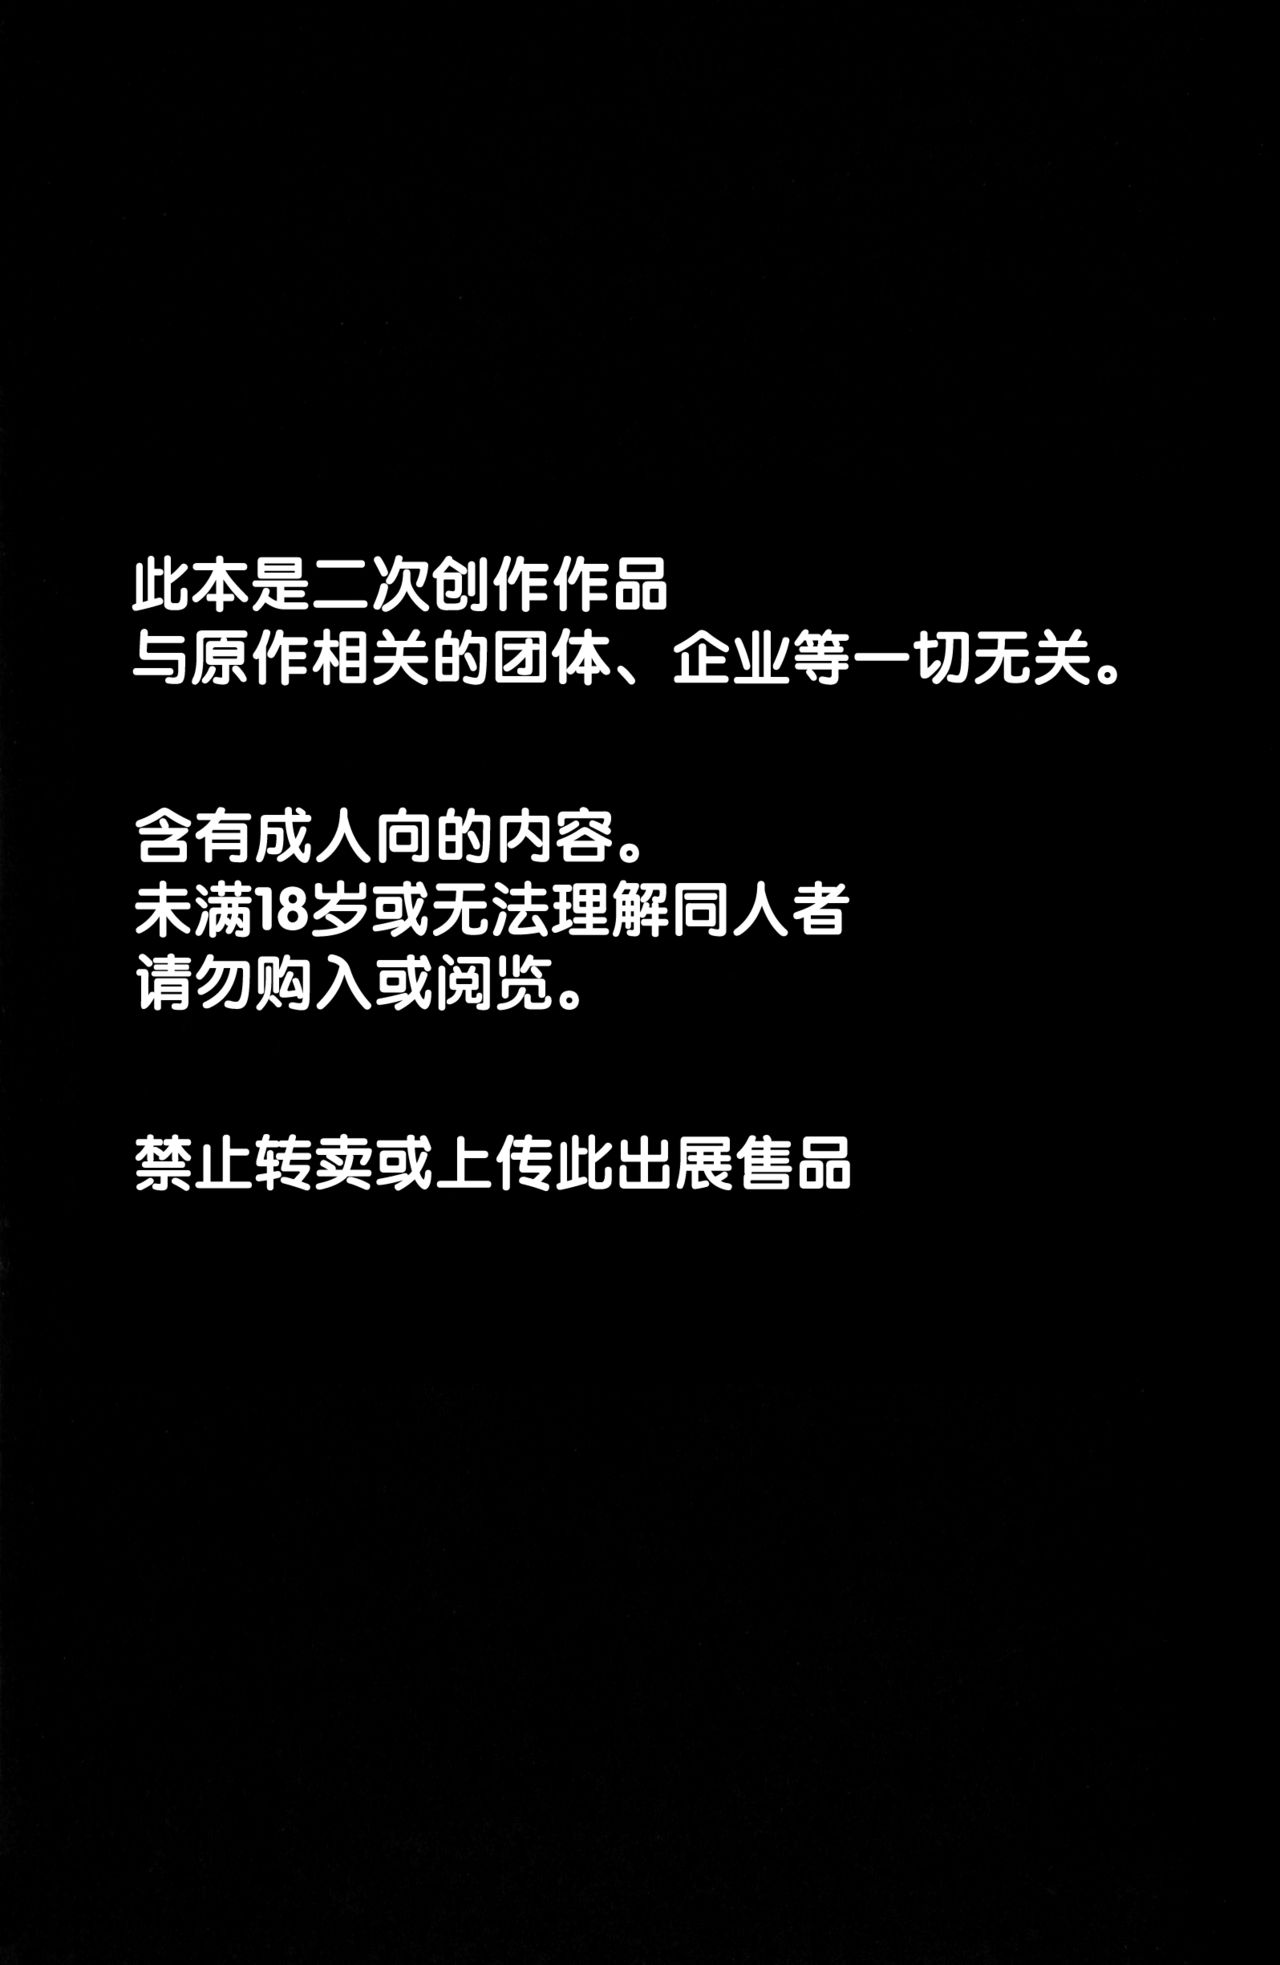 此本是二次创作作品
与原作相关的团体、企业等一切无关。
含有成人向的内容。
未满18岁或无法理解同人者
请勿购入或阅览。
禁止转卖或上传此出展售品